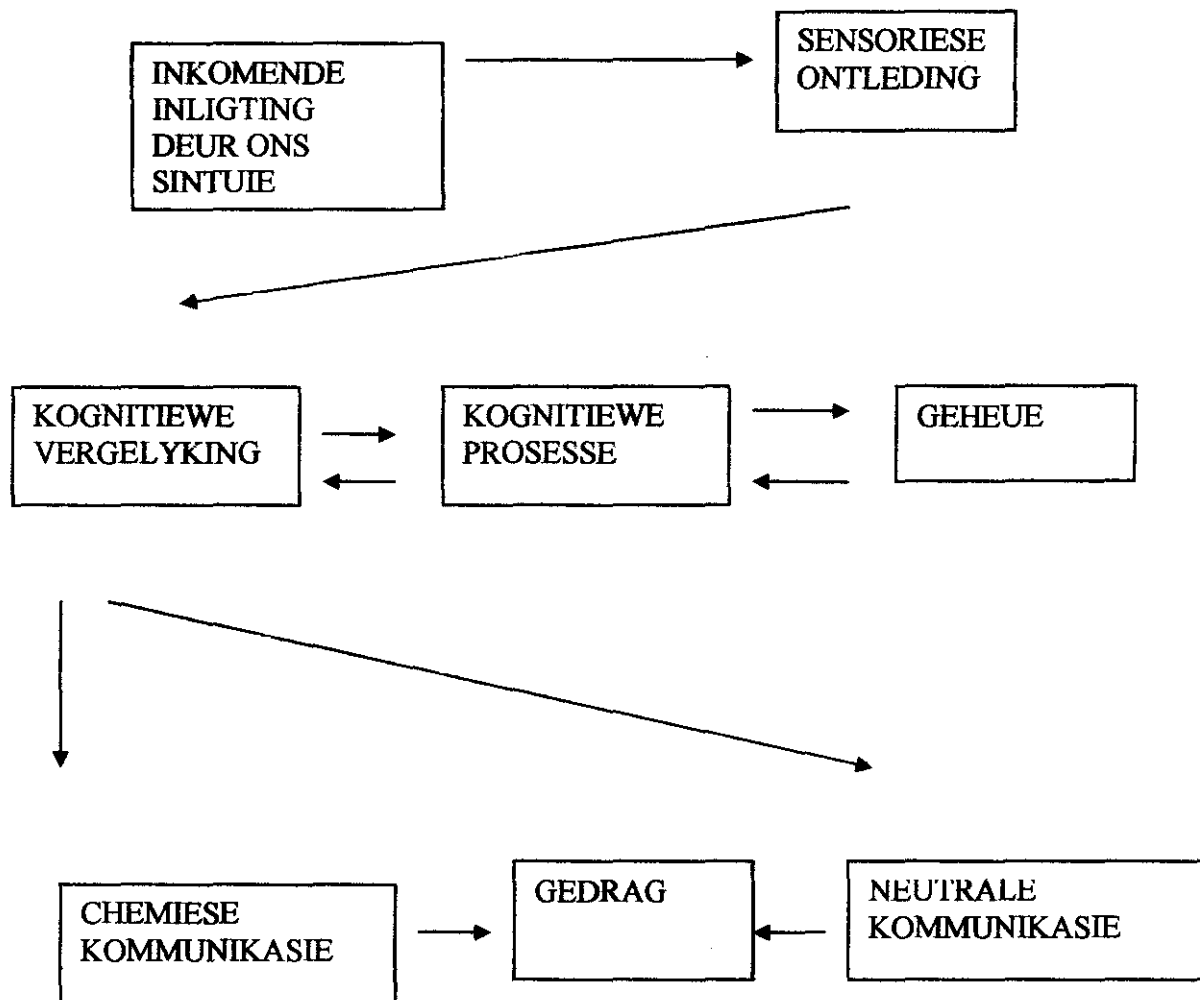 INKOMENDE
INLIGTING
DEUR ONS
SINTUIE
SENSORIESE
ONTLEDING
KOGNITIEWE
VERGELYKING
KOGNITIEWE
PROSESSE
GEHEUE
CHEMIESE
KOMMUNIKASIE
GEDRAG
NEUTRALE
KOMMUNIKASIE